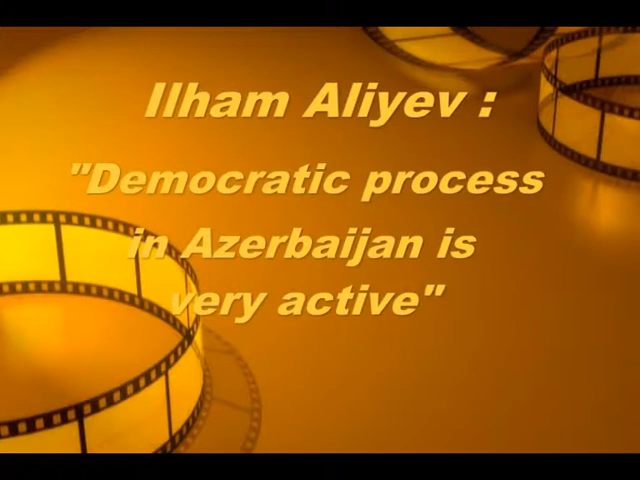 Ilham Aliyev :
"Democratic process
in Azerbaijan is
very active"